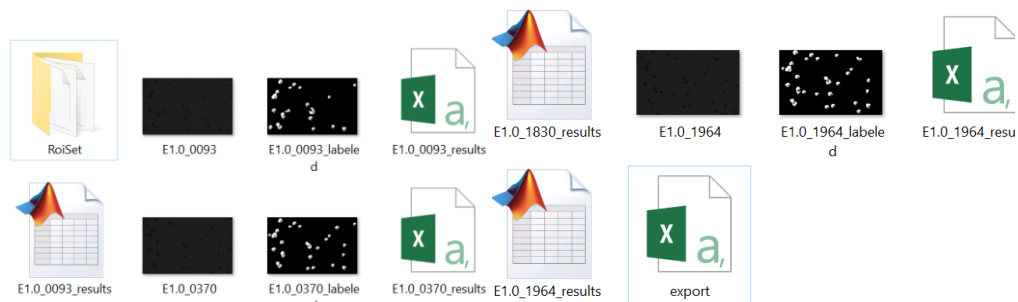 RoiSet
E1.0_0093
E1.0_0093_labele
d
E1.0_0093_results
E1.0_1830_results
E1.0_1964
E1.0_1964_labele
d
E1.0_1964_resu
E1.0_0093_results
E1.0_0370
E1.0_0370_labele
E1.0_0370_results
E1.0_1964_results
export